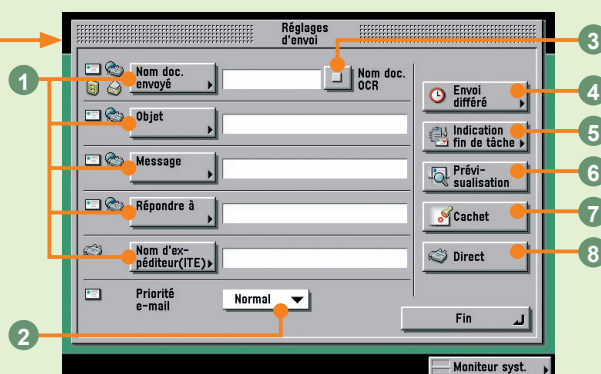 Réglages
d'envoi
1
Nom doc.
envoyé
Nom doc.
OCR
3
Objet
Message
Répondre à
Nom d'ex-
péditeur(ITE)
Priorité
e-mail
Normal
2
Envoi
différé
4
Indication
fin de tâche
5
Prévi-
sualisation
6
Cachet
7
Direct
8
Fin
Moniteur syst.